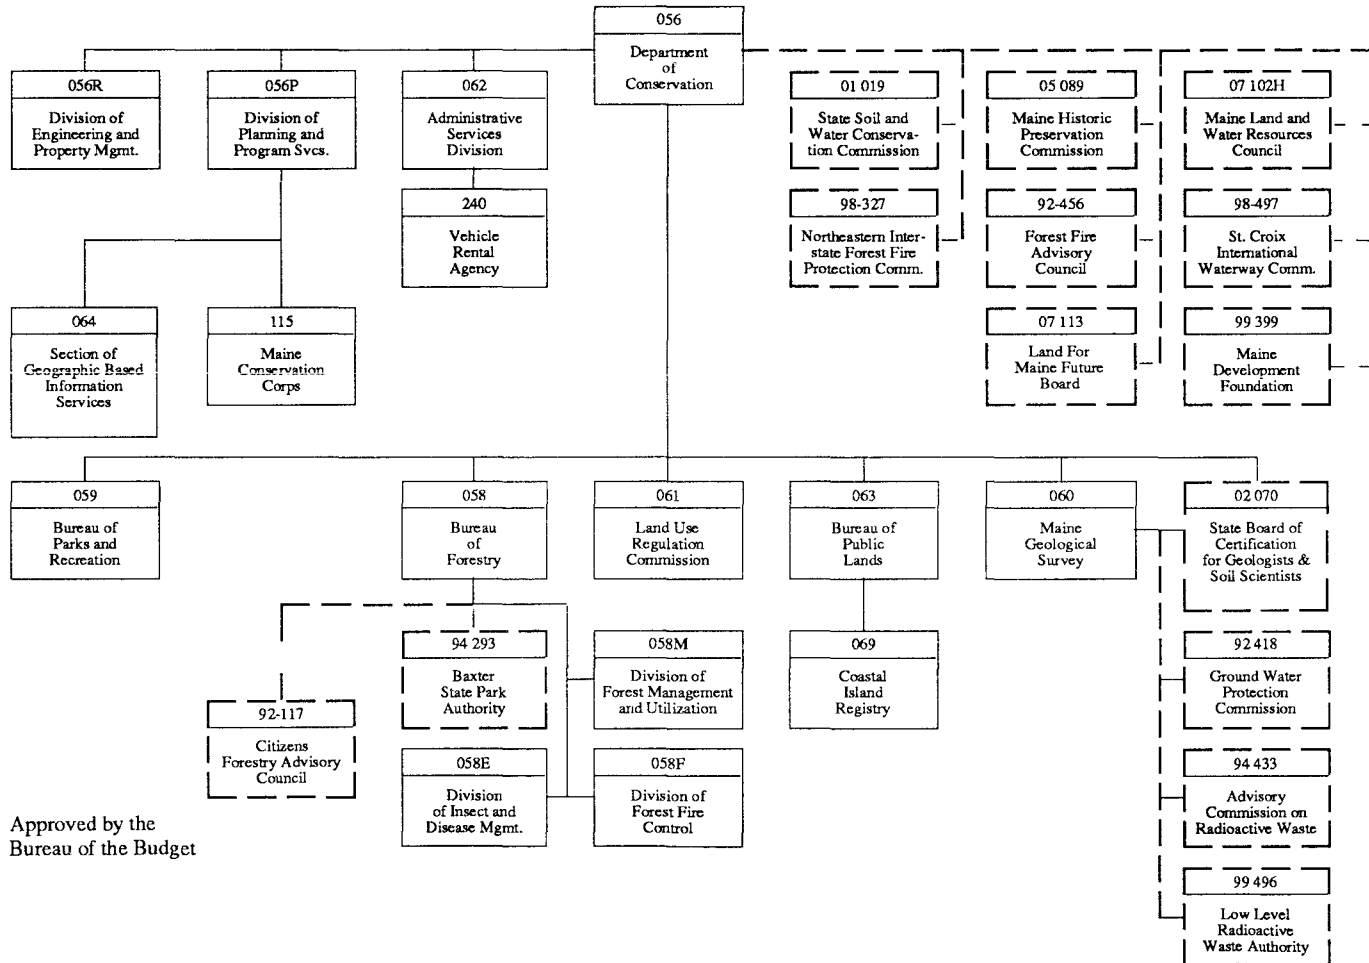 056
Department
of
Conservation
056R
Division of
Engineering and
Property Mgmt.
056P
Division of
Planning and
Program Svcs.
062
Administrative
Services
Division
01 019
State Soil and
Water Conserva-
tion Commission
05 089
Maine Historic
Preservation
Commission
07 102H
Maine Land and
Water Resources
Council
240
Vehicle
Rental
Agency
98-327
Northeastern Inter-
state Forest Fire
Protection Comm.
92-456
Forest Fire
Advisory
Council
98-497
St. Croix
International
Waterway Comm.
064
Section of
Geographic Based
Information
Services
115
Maine
Conservation
Corps
07 113
Land For
Maine Future
Board
99 399
Maine
Development
Foundation
059
Bureau of
Parks and
Recreation
058
Bureau
of
Forestry
061
Land Use
Regulation
Commission
063
Bureau of
Public
Lands
060
Maine
Geological
Survey
02 070
State Board of
Certification
for Geologists &
Soil Scientists
94 293
Baxter
State Park
Authority
058M
Division of
Forest Management
and Utilization
069
Coastal
Island
Registry
92 418
Ground Water
Protection
Commission
92-117
Citizens
Forestry Advisory
Council
058E
Division
of Insect and
Disease Mgmt.
058F
Division of
Forest Fire
Control
94 433
Advisory
Commission on
Radioactive Waste
99 496
Low Level
Radioactive
Waste Authority
Approved by the
Bureau of the Budget